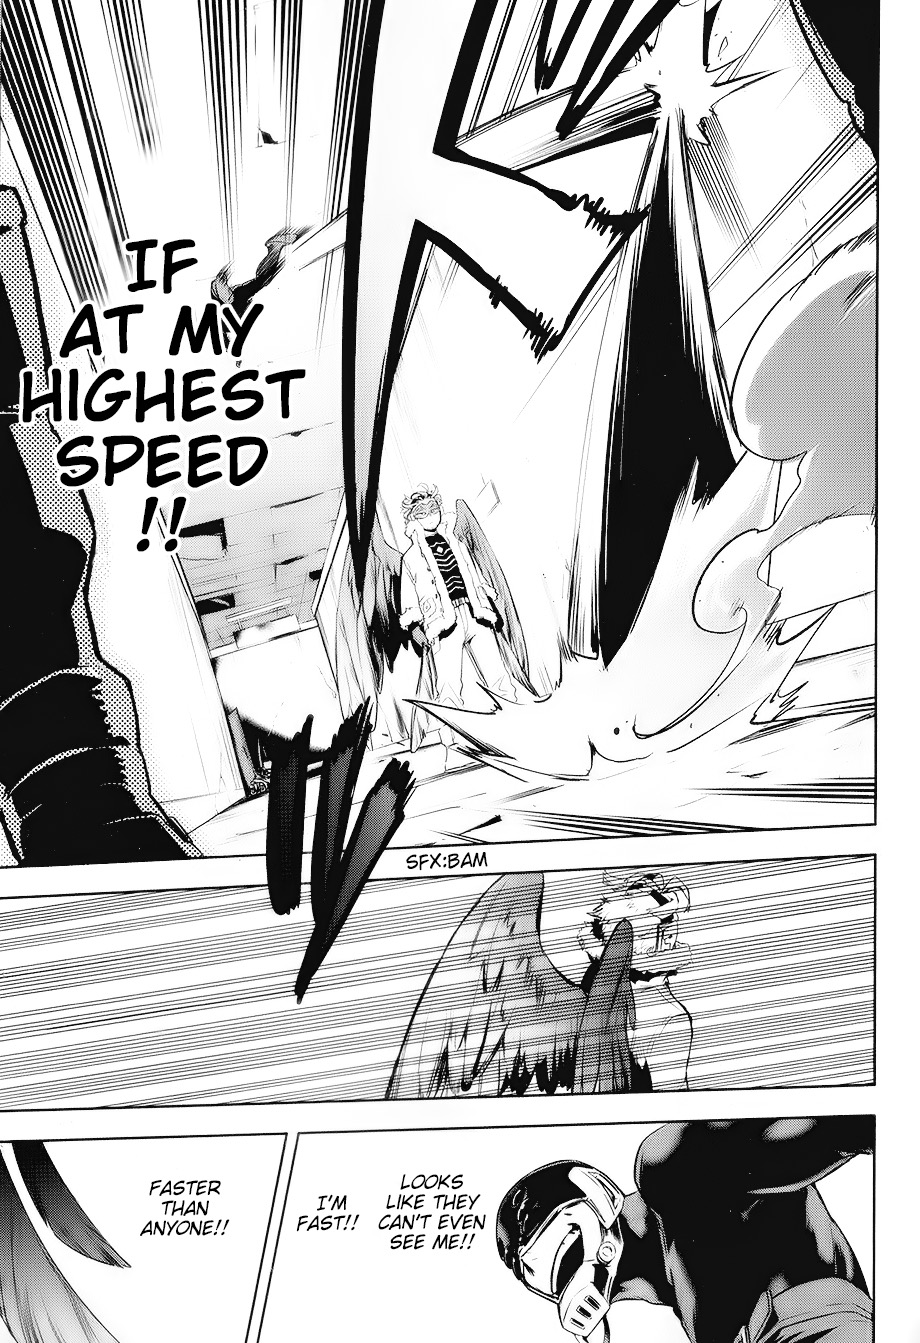 IF
AT MY
HIGHEST
SPEED
!!
SFX:BAM
LOOKS
LIKE THEY
CAN'T EVEN
SEE ME!!
I'M
FAST!!
FASTER
THAN
ANYONE!!